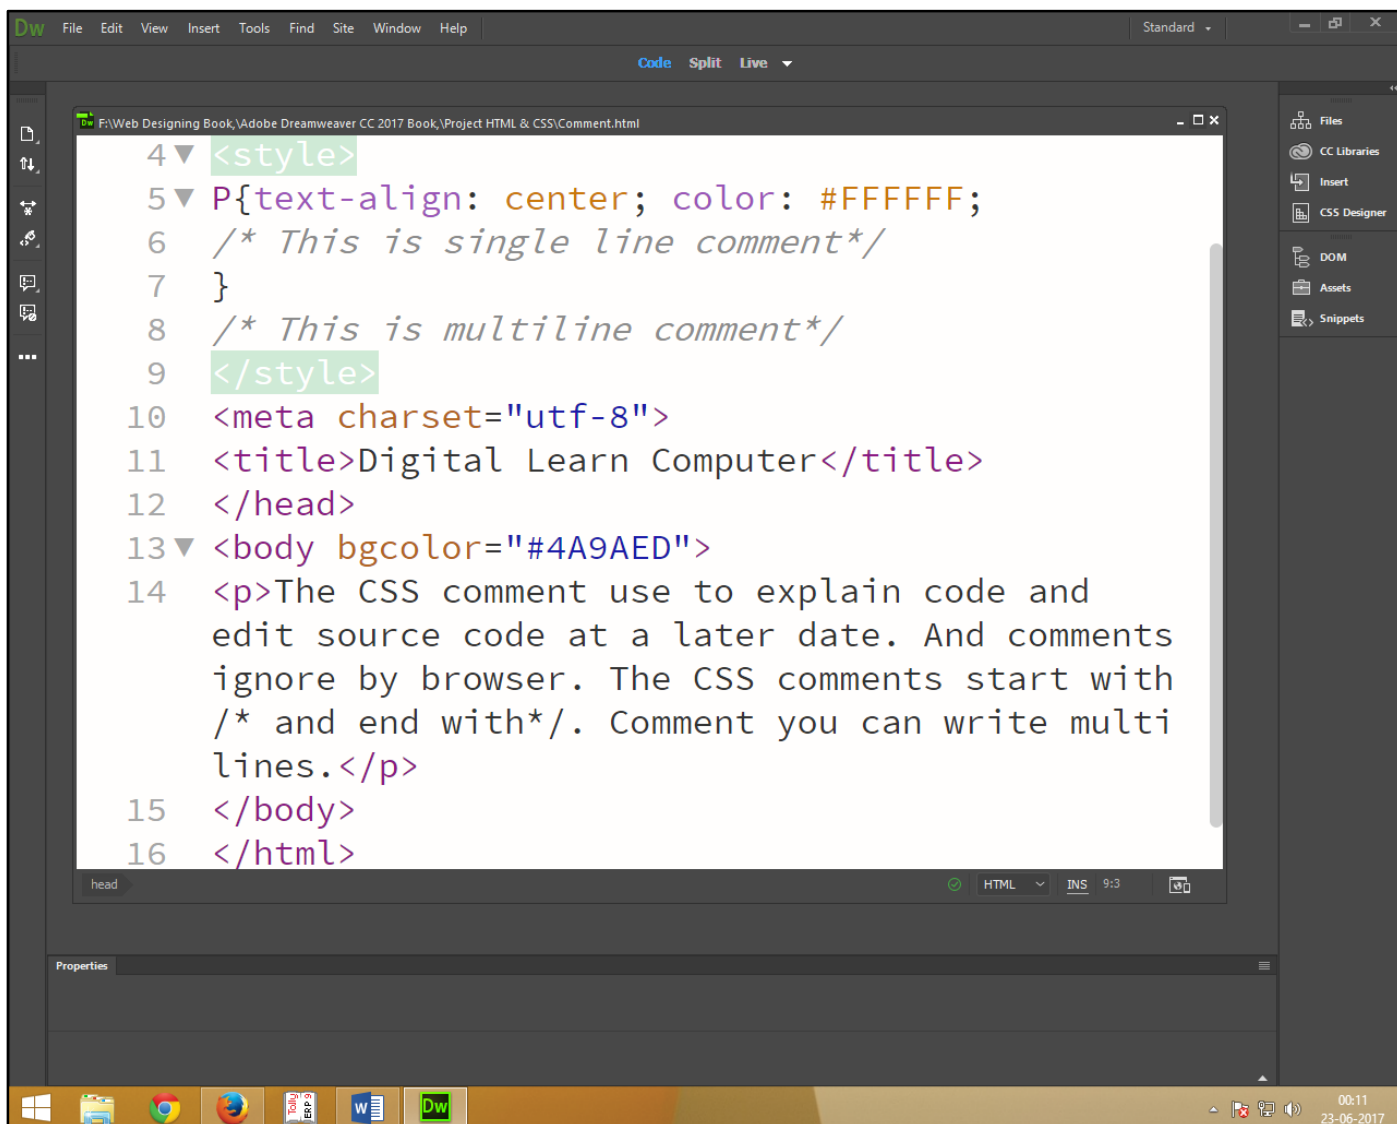 Dw File Edit View Insert Tools Find Site Window Help Standard
Code Split Live
F:\Web Designing Book,\Adobe Dreamweaver CC 2017 Book,\Project HTML & CSS\Comment.html
4 <style>
5 P{text-align: center; color: #FFFFFF;
6 /* This is single line comment*/
7 }
8 /* This is multiline comment*/
9 </style>
10 <meta charset="utf-8">
11 <title>Digital Learn Computer</title>
12 </head>
13 <body bgcolor="#4A9AED">
14 <p>The CSS comment use to explain code and
edit source code at a later date. And comments
ignore by browser. The CSS comments start with
/* and end with*/. Comment you can write multi
lines.</p>
15 </body>
16 </html>
head HTML INS 9:3
Files
CC Libraries
Insert
CSS Designer
DOM
Assets
Snippets
Properties
Tally
ERP 9
W
Dw
00:11
23-06-2017